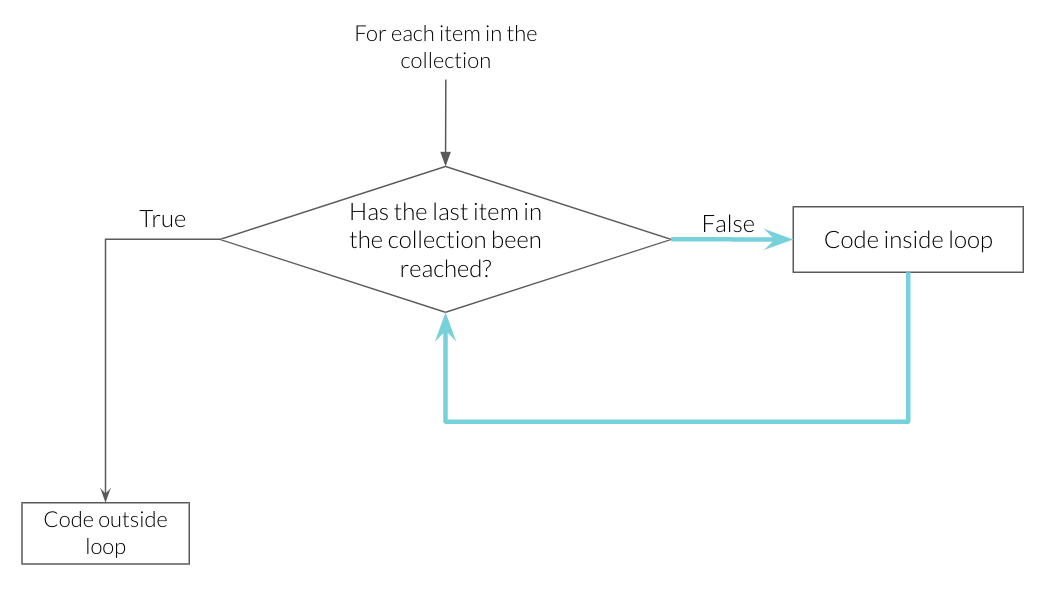 For each item in the
collection
True
Has the last item in
the collection been
reached?
False
Code inside loop
Code outside
loop